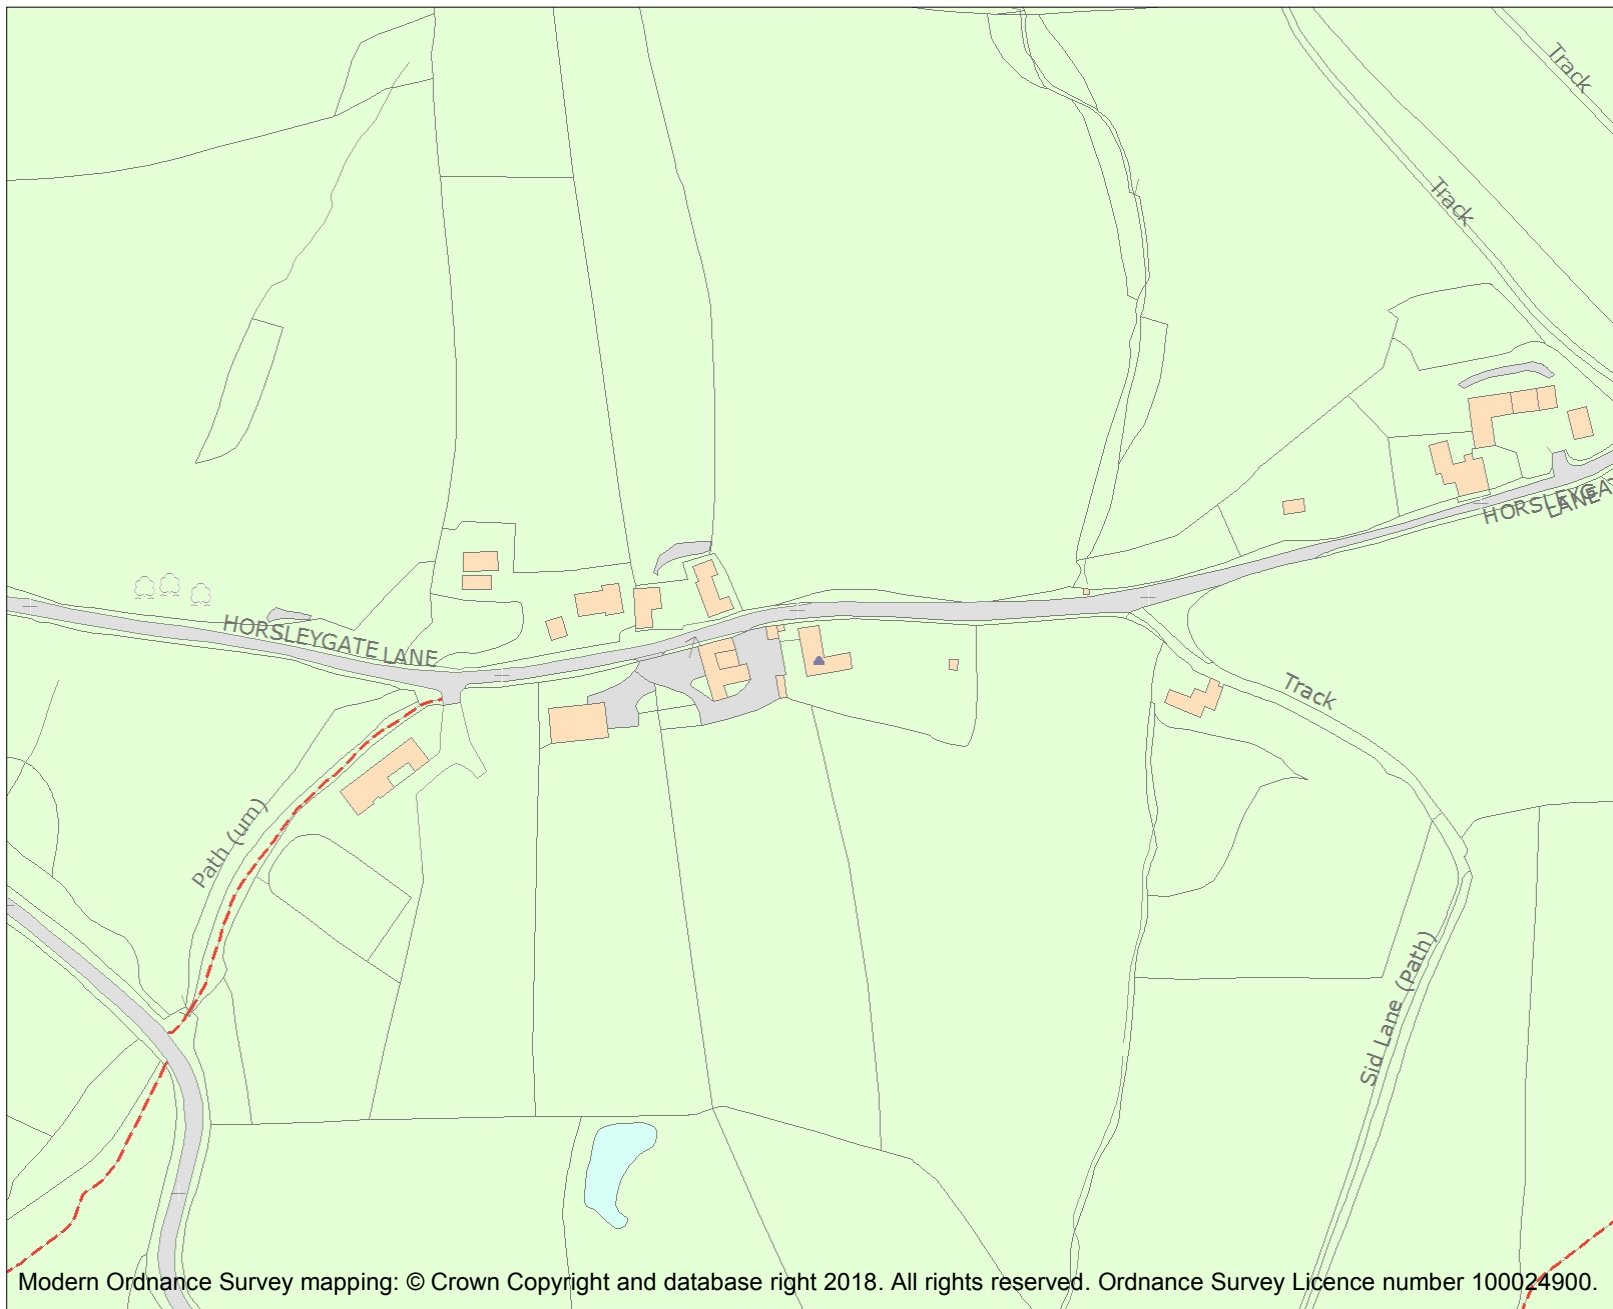 Track
Track
HORSLEYGA
LANE
HORSLEYGATE LANE
Track
Path (um)
Sid Lane (Path)
Modern Ordnance Survey mapping: © Crown Copyright and database right 2018. All rights reserved. Ordnance Survey Licence number 100024900.